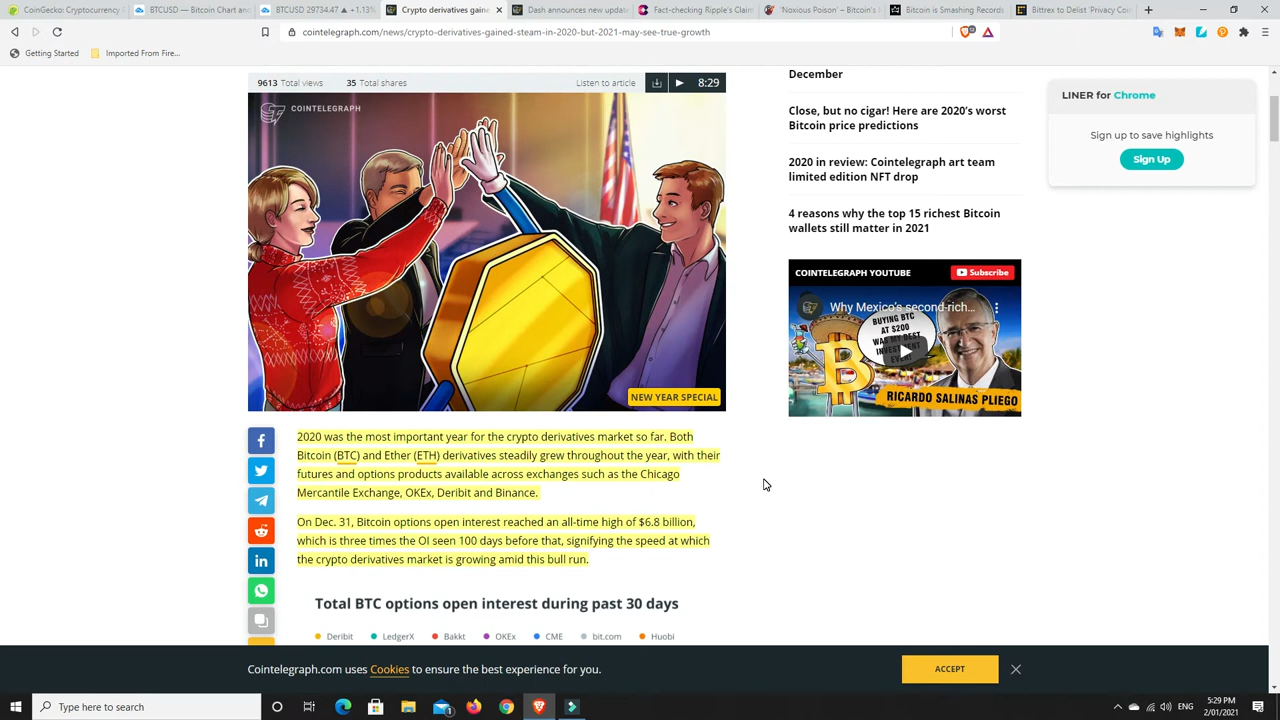 CoinGecko: Cryptocurrency P
BTCUSD — Bitcoin Chart and
BTCUSD 29734.47 ▲ +1.13%
Crypto derivatives gained
Dash announces new update
Fact-checking Ripple's Claim
'Noxious Poison' – Bitcoin's
Bitcoin is Smashing Records
Bittrex to Delist 'Privacy Coin
cointelegraph.com/news/crypto-derivatives-gained-steam-in-2020-but-2021-may-see-true-growth
Getting Started
Imported From Fire...
9613 Total views
35 Total shares
Listen to article
8:29
COINTELEGRAPH
NEW YEAR SPECIAL
December
Close, but no cigar! Here are 2020's worst
Bitcoin price predictions
2020 in review: Cointelegraph art team
limited edition NFT drop
4 reasons why the top 15 richest Bitcoin
wallets still matter in 2021
COINTELEGRAPH YOUTUBE
Subscribe
Why Mexico's second-rich...
BUYING BTC
AT $200
WAS MY BEST
INVESTMENT
EVER!
RICARDO SALINAS PLIEGO
LINER for Chrome
Sign up to save highlights
Sign Up
2020 was the most important year for the crypto derivatives market so far. Both
Bitcoin (BTC) and Ether (ETH) derivatives steadily grew throughout the year, with their
futures and options products available across exchanges such as the Chicago
Mercantile Exchange, OKEx, Deribit and Binance.
On Dec. 31, Bitcoin options open interest reached an all-time high of $6.8 billion,
which is three times the OI seen 100 days before that, signifying the speed at which
the crypto derivatives market is growing amid this bull run.
Total BTC options open interest during past 30 days
Deribit
LedgerX
Bakkt
OKEx
CME
bit.com
Huobi
Cointelegraph.com uses Cookies to ensure the best experience for you.
ACCEPT
Type here to search
ENG
5:29 PM
2/01/2021